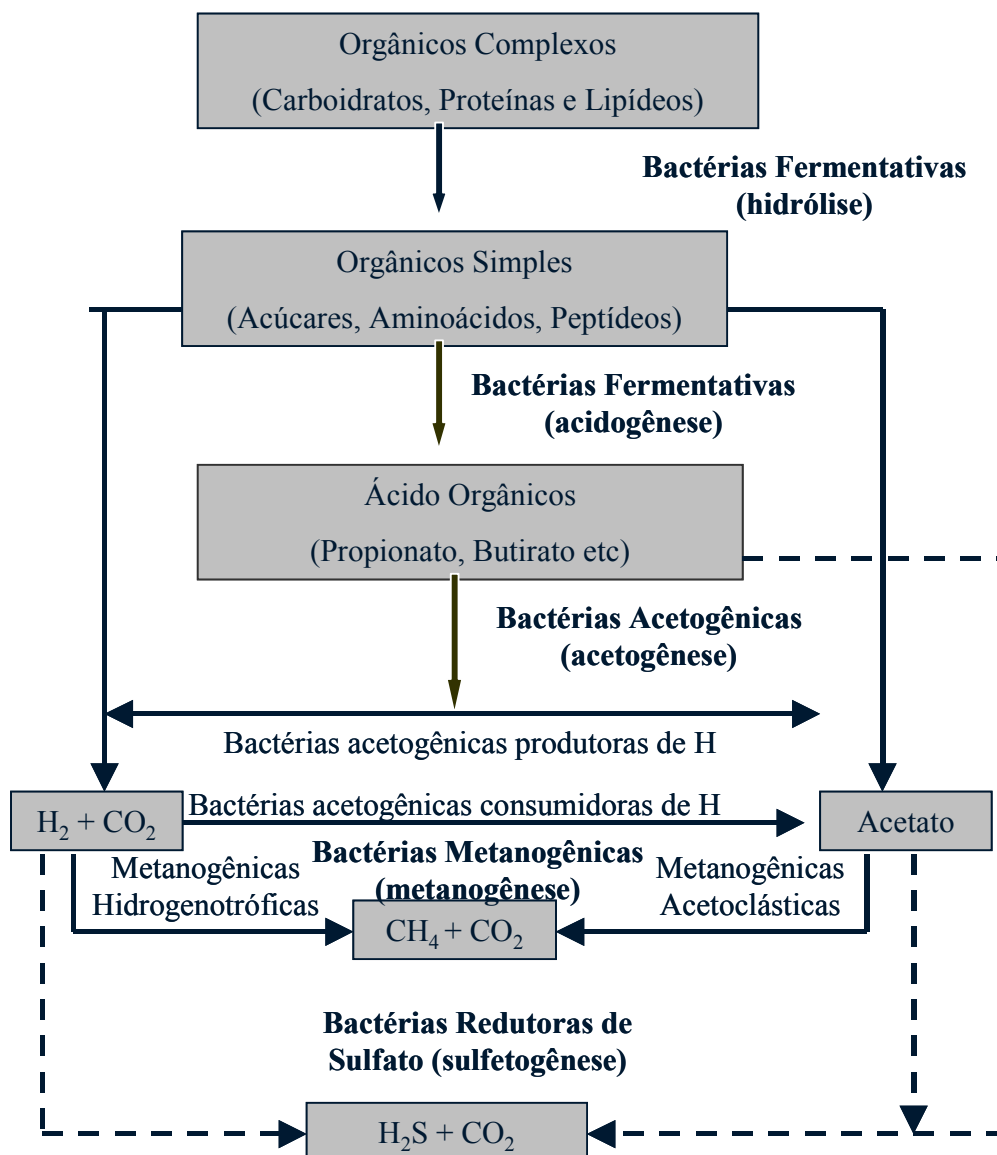 Orgânicos Complexos
(Carboidratos, Proteínas e Lipídeos)
Bactérias Fermentativas
(hidrólise)
Orgânicos Simples
(Acúcares, Aminoácidos, Peptídeos)
Bactérias Fermentativas
(acidogênese)
Ácido Orgânicos
(Propionato, Butirato etc)
Bactérias Acetogênicas
(acetogênese)
Bactérias acetogênicas produtoras de H
H₂ + CO₂
Bactérias acetogênicas consumidoras de H
Acetato
Metanogênicas
Hidrogenotróficas
Bactérias Metanogênicas
(metanogênese)
Metanogênicas
Acetoclásticas
CH₄ + CO₂
Bactérias Redutoras de
Sulfato (sulfetogênese)
H₂S + CO₂